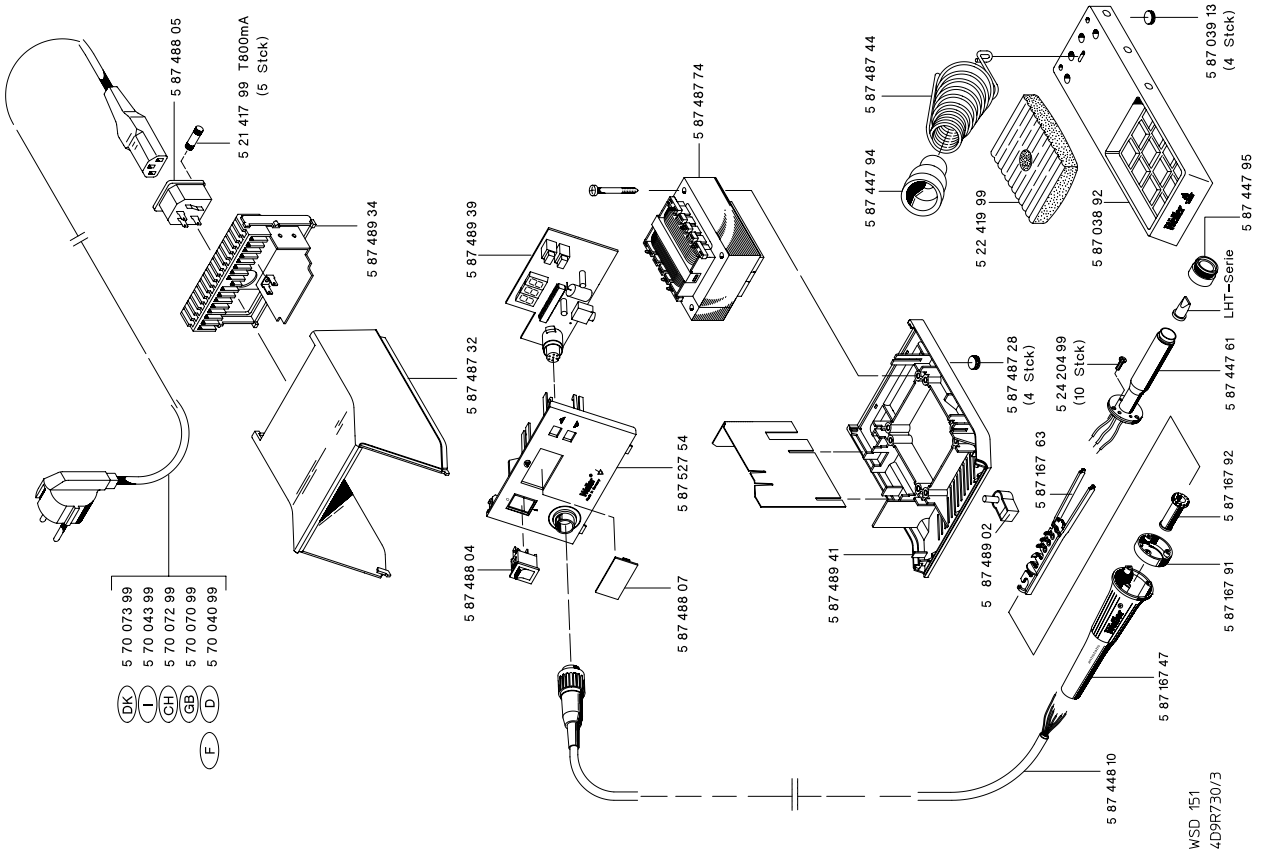 5 87 488 05
5 21 417 99 T800mA
(5 Stck)
5 87 489 34
5 87 487 32
DK 5 70 073 99
I 5 70 043 99
CH 5 70 072 99
GB 5 70 070 99
F D 5 70 040 99
5 87 489 39
5 87 487 74
5 87 527 54
Weller
5 87 488 04
5 87 488 07
5 87 489 41
5 87 487 28
(4 Stck)
5 87 489 02
5 87 487 44
5 87 447 94
5 22 419 99
5 87 038 92
Weller
5 87 039 13
(4 Stck)
5 87 447 95
LHT-Serie
5 87 447 61
5 24 204 99
(10 Stck)
5 87 167 63
5 87 167 92
5 87 167 91
Weller
5 87 167 47
5 87 448 10
WSD 151
4D9R730/3